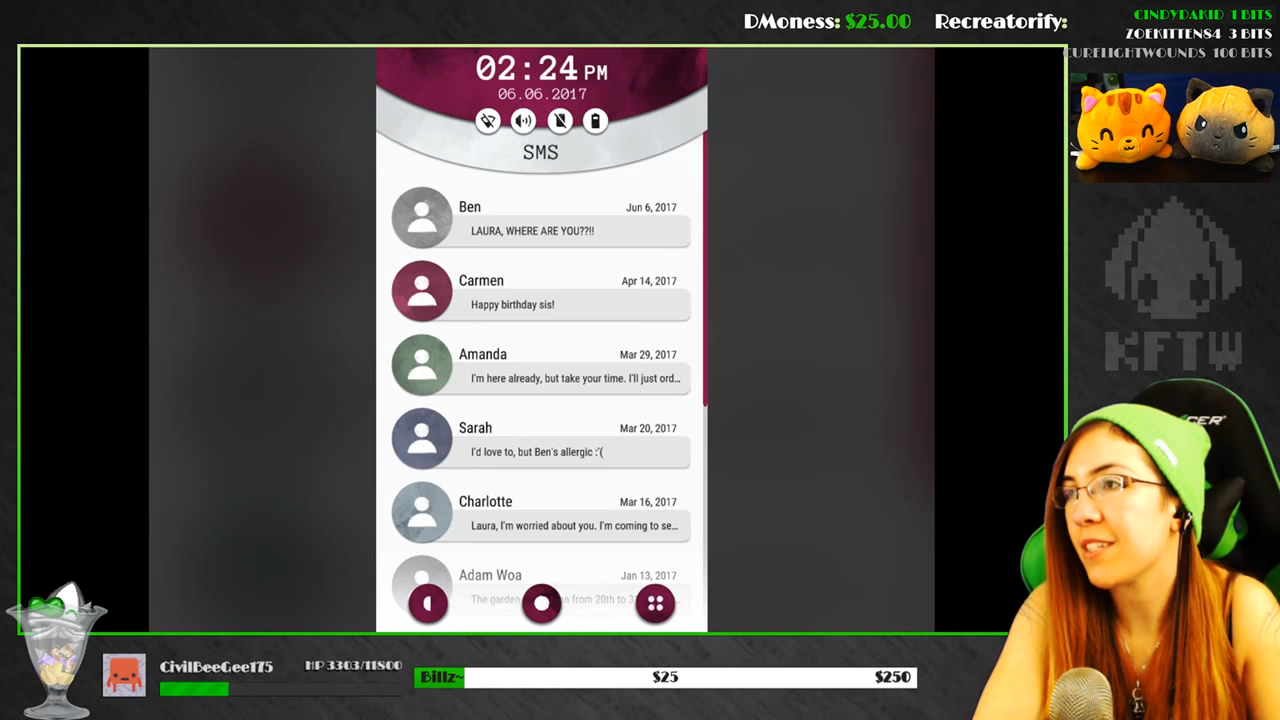 DMoness: $25.00 Recreatorify:
CINDYDAKID 1 BITS
ZOEKITTEN84 3 BITS
CURELIGHTWOUNDS 100 BITS
02:24 PM
06.06.2017
SMS
Ben Jun 6, 2017
LAURA, WHERE ARE YOU??!!
Carmen Apr 14, 2017
Happy birthday sis!
Amanda Mar 29, 2017
I'm here already, but take your time. I'll just ord...
Sarah Mar 20, 2017
I'd love to, but Ben's allergic :'(
Charlotte Mar 16, 2017
Laura, I'm worried about you. I'm coming to se...
Adam Woa Jan 13, 2017
The garden from 20th to
KFTW
CivilBeeGee175 HP 3303/11800
Billz~ $25 $250